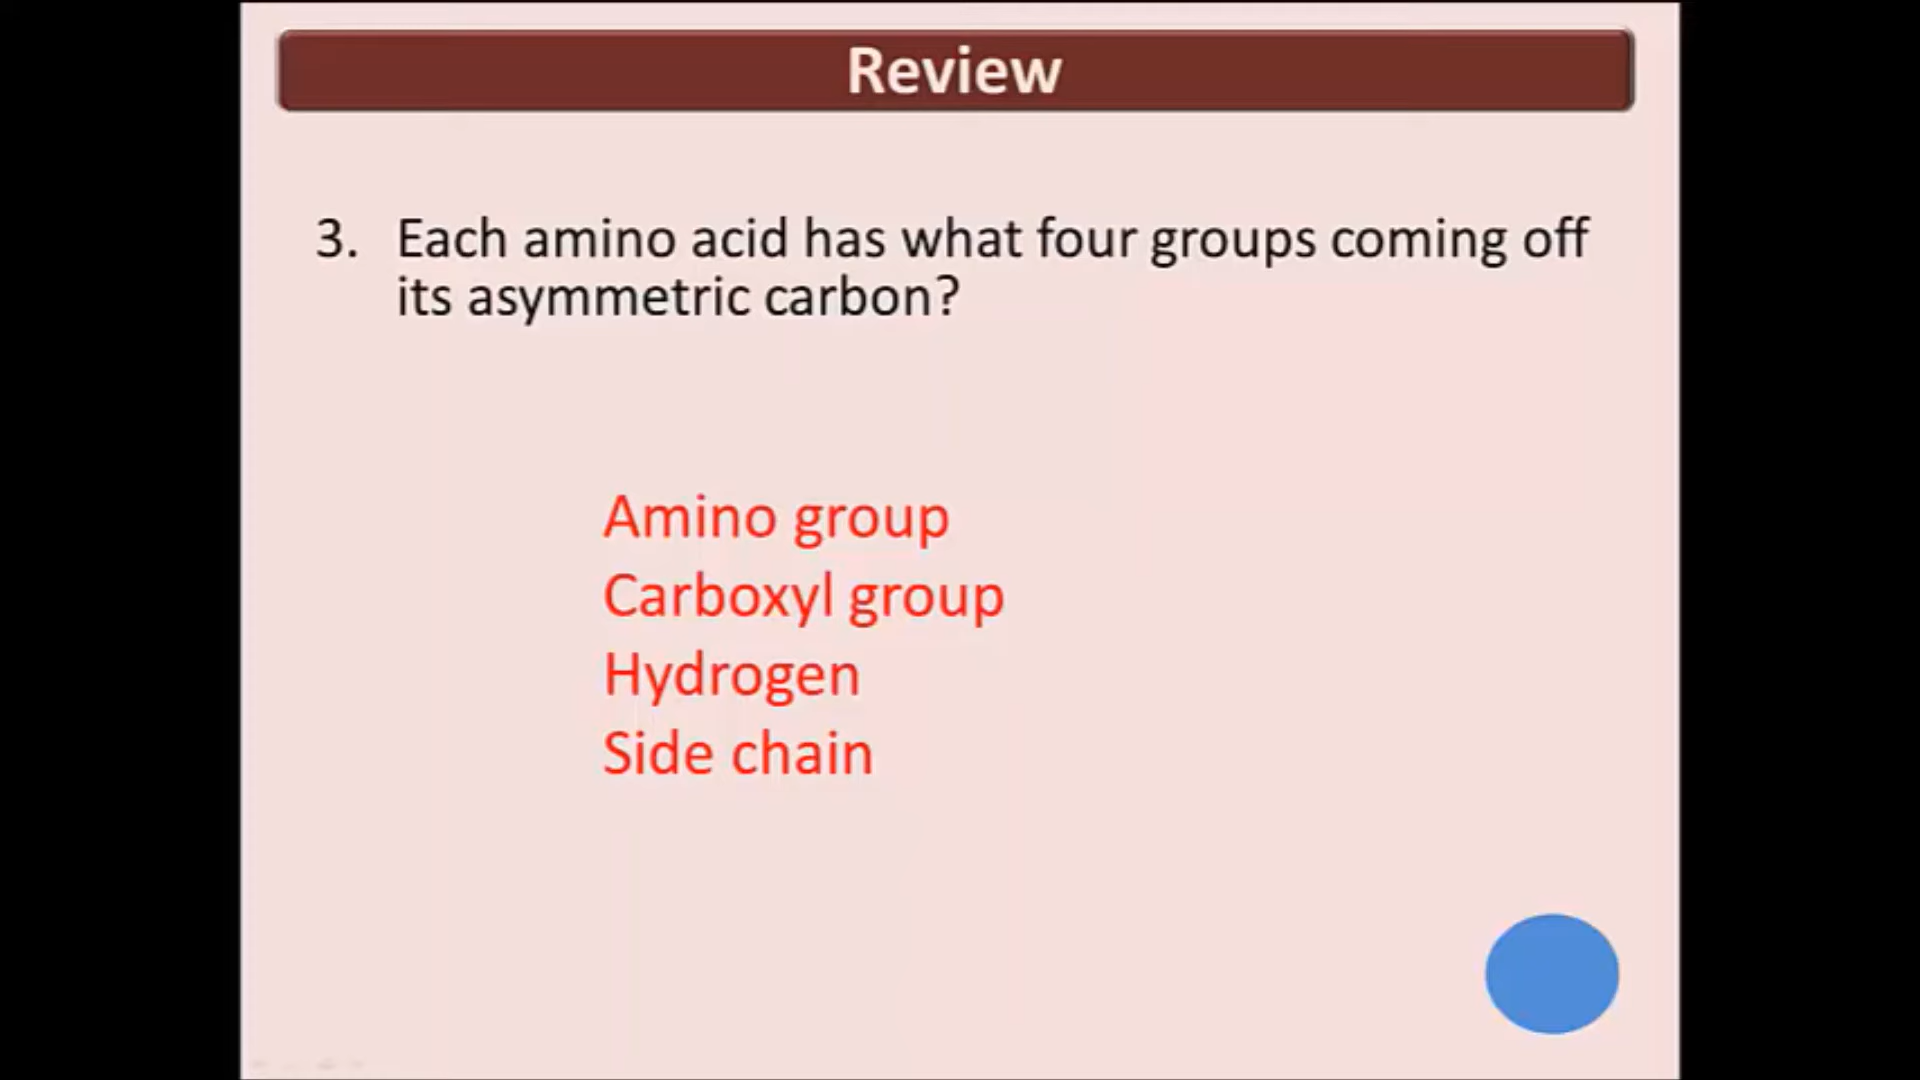 Review
3. Each amino acid has what four groups coming off
its asymmetric carbon?
Amino group
Carboxyl group
Hydrogen
Side chain